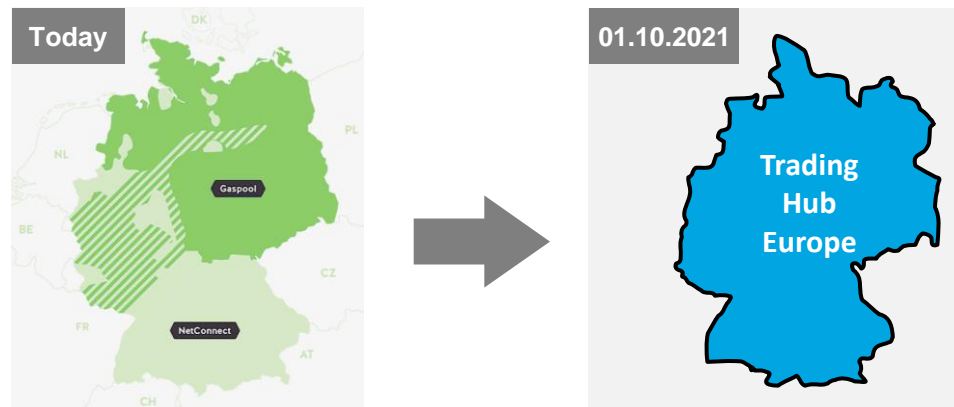 Today
DK
PL
NL
Gaspool
BE
CZ
FR
NetConnect
AT
CH
01.10.2021
Trading
Hub
Europe